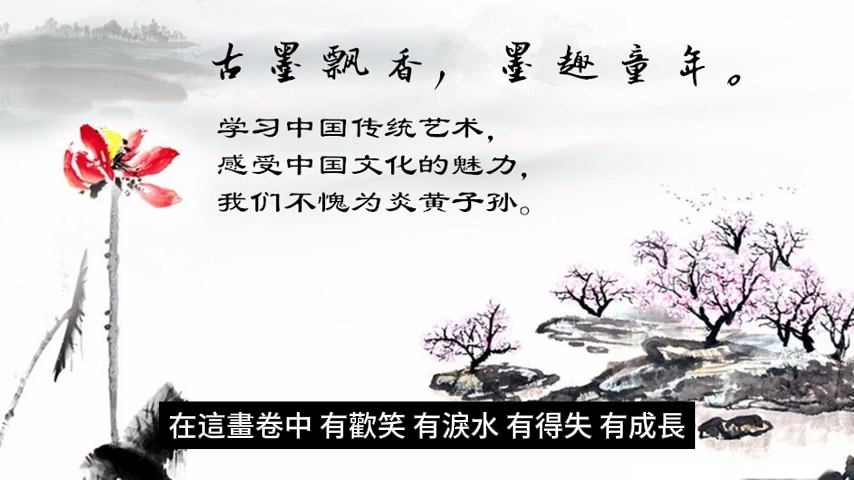 古墨飘香，墨趣童年。
学习中国传统艺术，
感受中国文化的魅力，
我们不愧为炎黄子孙。
在這畫卷中 有歡笑 有淚水 有得失 有成長